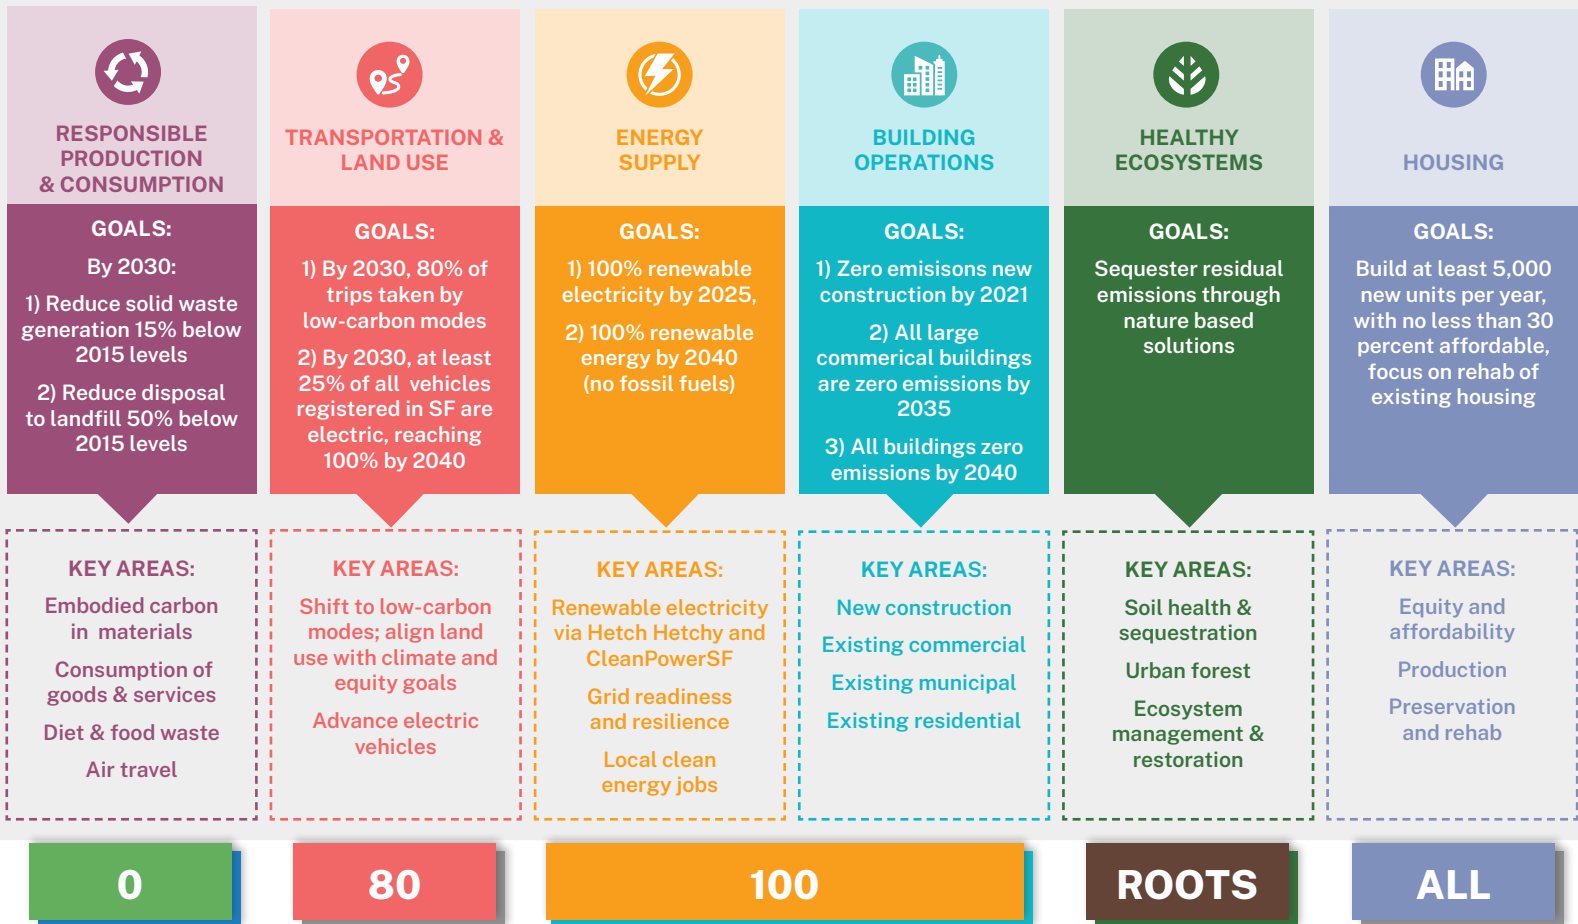 RESPONSIBLE
PRODUCTION
& CONSUMPTION
GOALS:
By 2030:
1) Reduce solid waste
generation 15% below
2015 levels
2) Reduce disposal
to landfill 50% below
2015 levels
KEY AREAS:
Embodied carbon
in materials
Consumption of
goods & services
Diet & food waste
Air travel
0
TRANSPORTATION &
LAND USE
GOALS:
1) By 2030, 80% of
trips taken by
low-carbon modes
2) By 2030, at least
25% of all vehicles
registered in SF are
electric, reaching
100% by 2040
KEY AREAS:
Shift to low-carbon
modes; align land
use with climate and
equity goals
Advance electric
vehicles
80
ENERGY
SUPPLY
GOALS:
1) 100% renewable
electricity by 2025,
2) 100% renewable
energy by 2040
(no fossil fuels)
KEY AREAS:
Renewable electricity
via Hetch Hetchy and
CleanPowerSF
Grid readiness
and resilience
Local clean
energy jobs
BUILDING
OPERATIONS
GOALS:
1) Zero emisisons new
construction by 2021
2) All large
commerical buildings
are zero emissions by
2035
3) All buildings zero
emissions by 2040
KEY AREAS:
New construction
Existing commercial
Existing municipal
Existing residential
100
HEALTHY
ECOSYSTEMS
GOALS:
Sequester residual
emissions through
nature based
solutions
KEY AREAS:
Soil health &
sequestration
Urban forest
Ecosystem
management &
restoration
ROOTS
HOUSING
GOALS:
Build at least 5,000
new units per year,
with no less than 30
percent affordable,
focus on rehab of
existing housing
KEY AREAS:
Equity and
affordability
Production
Preservation
and rehab
ALL